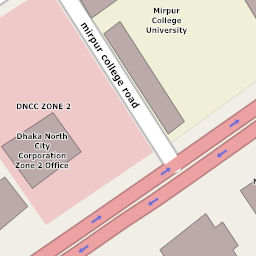 Mirpur
College
University
mirpur college road
DNCC ZONE 2
Dhaka North
City
Corporation
Zone 2 Office